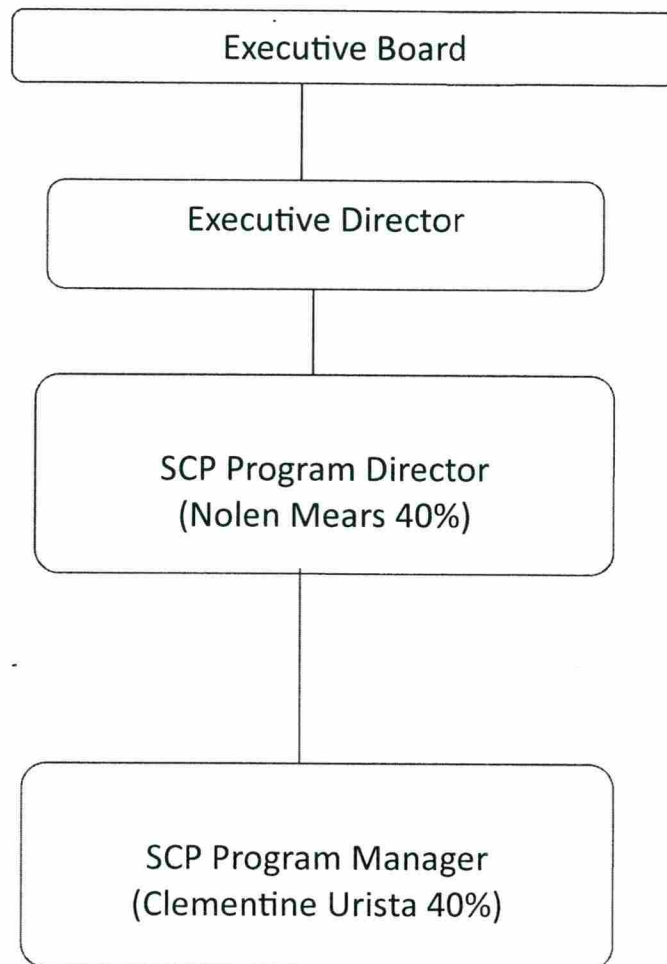 Executive Board
Executive Director
SCP Program Director
(Nolen Mears 40%)
SCP Program Manager
(Clementine Urista 40%)